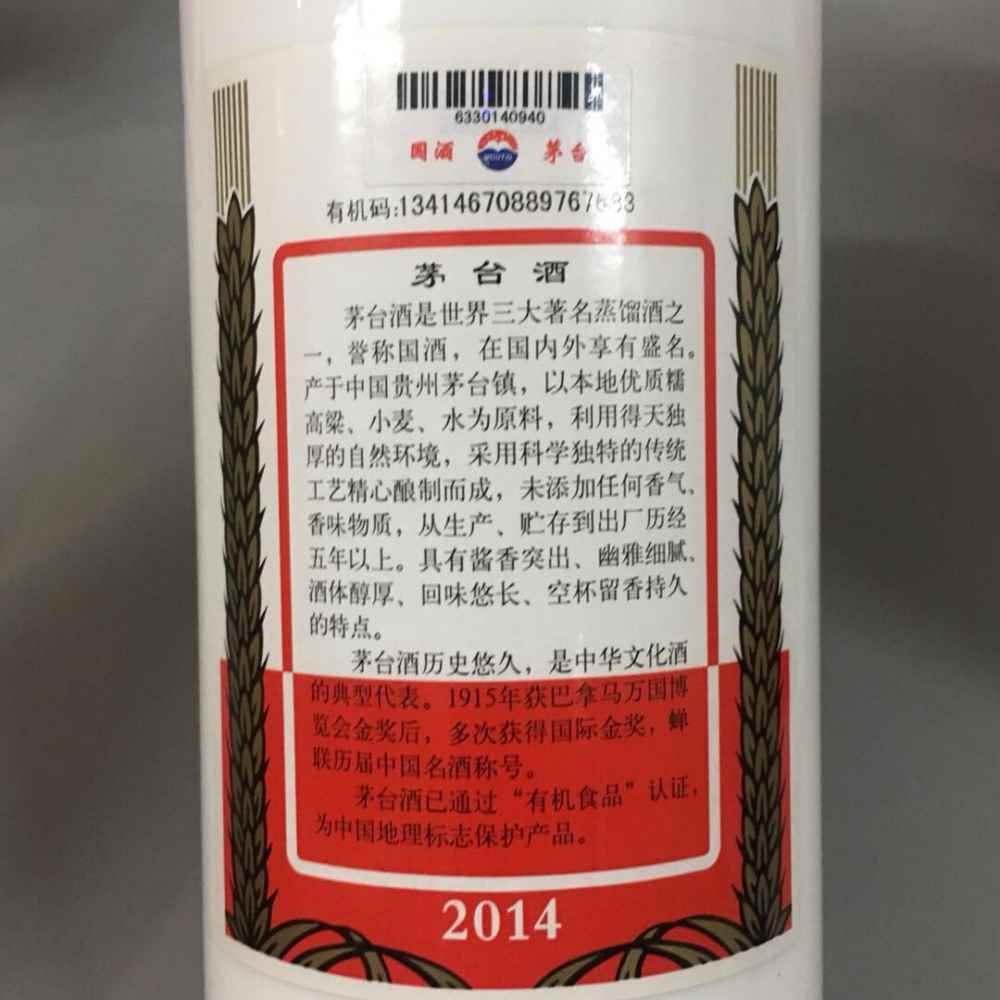 6330140940
国酒 MOUTAI 茅台
有机码:13414670889767683
茅台酒
茅台酒是世界三大著名蒸馏酒之
一，誉称国酒，在国内外享有盛名。
产于中国贵州茅台镇，以本地优质糯
高粱、小麦、水为原料，利用得天独
厚的自然环境，采用科学独特的传统
工艺精心酿制而成，未添加任何香气、
香味物质，从生产、贮存到出厂历经
五年以上。具有酱香突出、幽雅细腻、
酒体醇厚、回味悠长、空杯留香持久
的特点。
茅台酒历史悠久，是中华文化酒
的典型代表。1915年获巴拿马万国博
览会金奖后，多次获得国际金奖，蝉
联历届中国名酒称号。
茅台酒已通过“有机食品”认证，
为中国地理标志保护产品。
2014